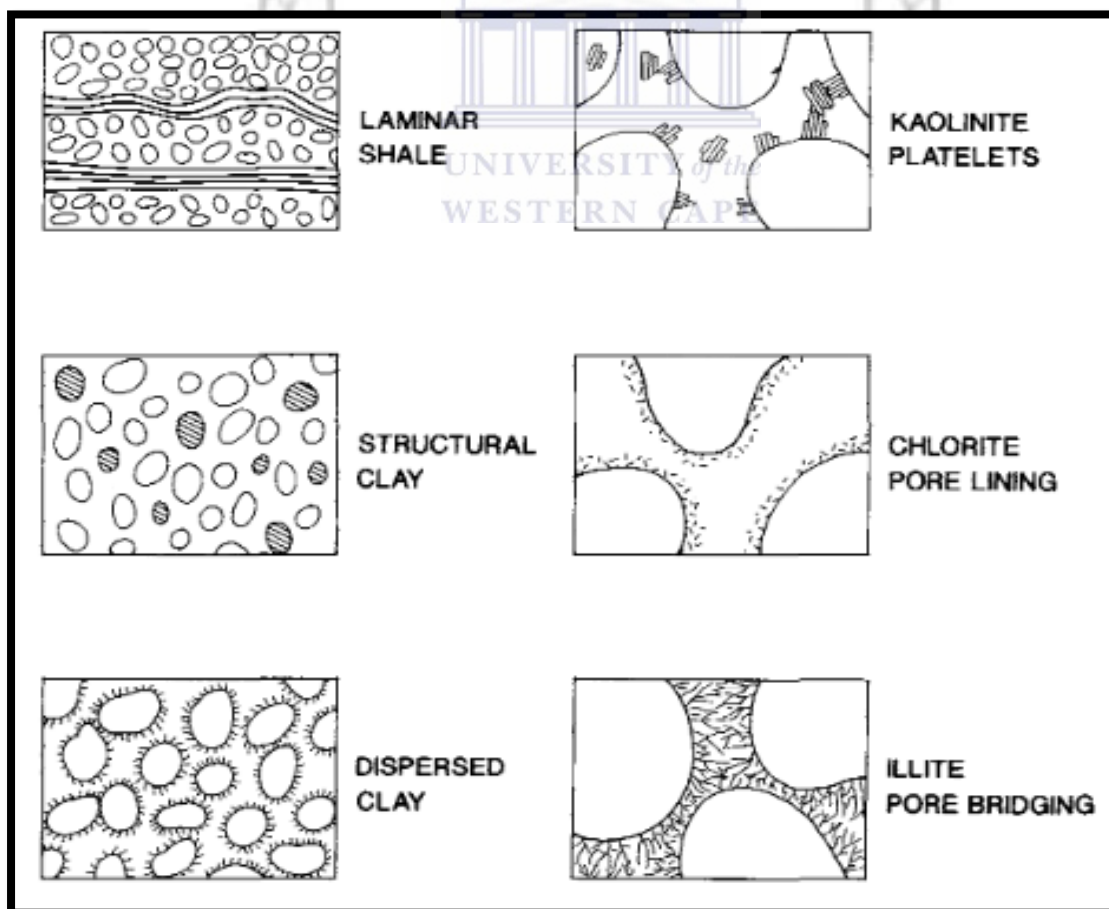 LAMINAR
SHALE
KAOLINITE
PLATELETS
UNIVERSITY of the
WESTERN CAPE
STRUCTURAL
CLAY
CHLORITE
PORE LINING
DISPERSED
CLAY
ILLITE
PORE BRIDGING